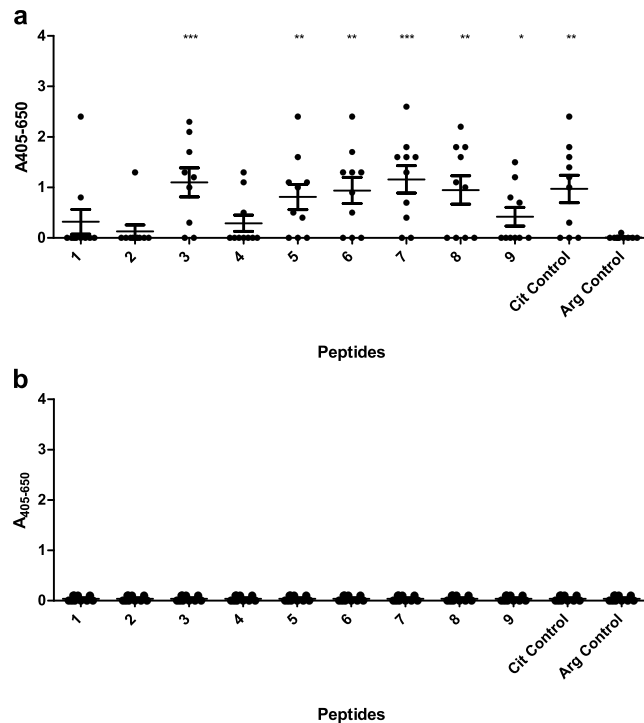 a
4
3
2
1
0
A405-650
*** ** ** *** ** * **
1 2 3 4 5 6 7 8 9 Cit Control Arg Control
Peptides
b
4
3
2
1
0
A405-650
1 2 3 4 5 6 7 8 9 Cit Control Arg Control
Peptides